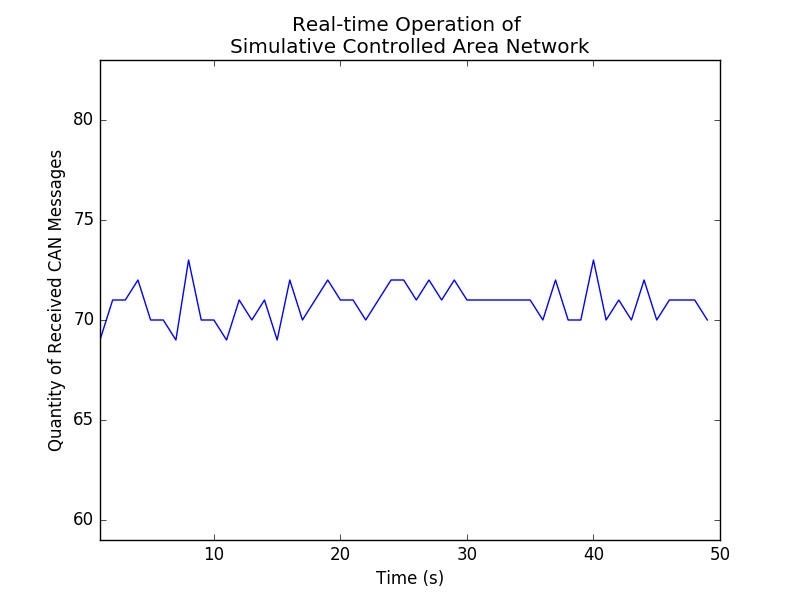 Real-time Operation of
Simulative Controlled Area Network
Quantity of Received CAN Messages
80
75
70
65
60
10
20
30
40
50
Time (s)